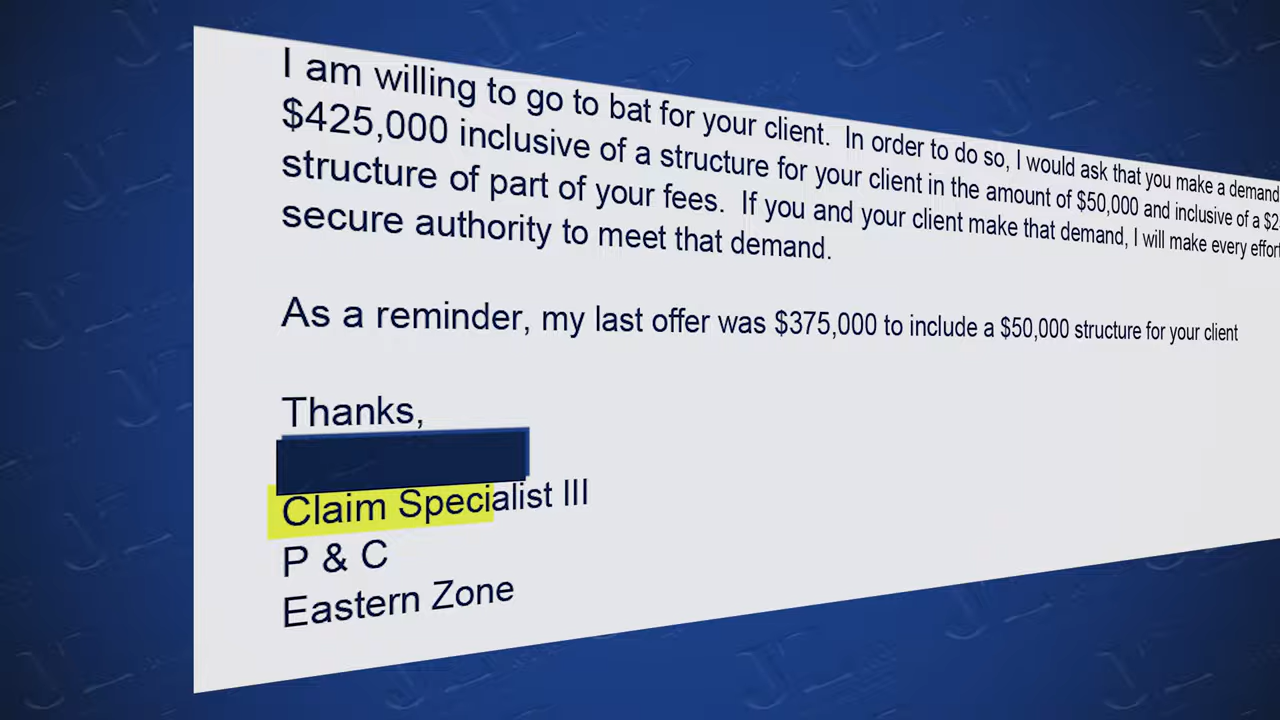 I am willing to go to bat for your client. In order to do so, I would ask that you make a demand
$425,000 inclusive of a structure for your client in the amount of $50,000 and inclusive of a
structure of part of your fees. If you and your client make that demand, I will make every
secure authority to meet that demand.
As a reminder, my last offer was $375,000 to include a $50,000 structure for your client
Thanks,
Claim Specialist III
P & C
Eastern Zone